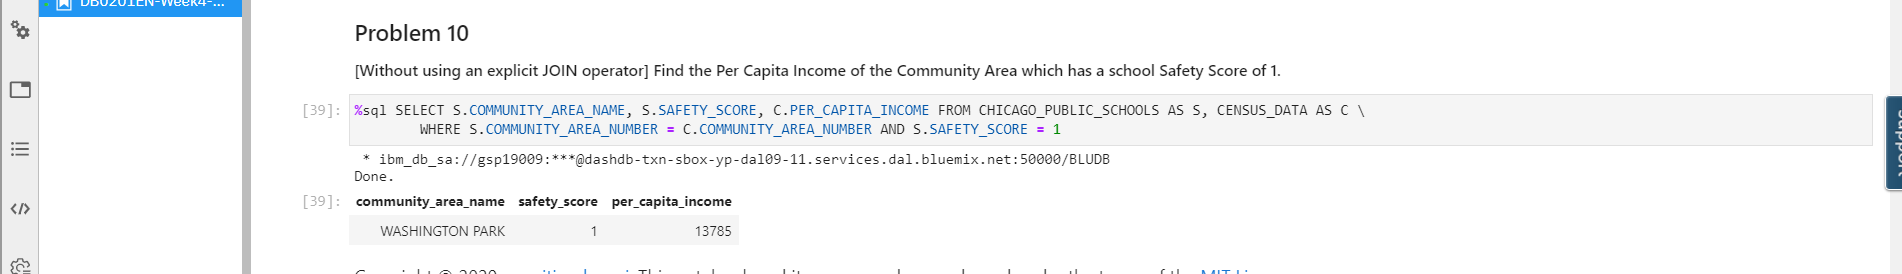 DB0201EN-Week4-...
Problem 10
[Without using an explicit JOIN operator] Find the Per Capita Income of the Community Area which has a school Safety Score of 1.
[39]: %sql SELECT S.COMMUNITY_AREA_NAME, S.SAFETY_SCORE, C.PER_CAPITA_INCOME FROM CHICAGO_PUBLIC_SCHOOLS AS S, CENSUS_DATA AS C \
WHERE S.COMMUNITY_AREA_NUMBER = C.COMMUNITY_AREA_NUMBER AND S.SAFETY_SCORE = 1
* ibm_db_sa://gsp19009:***@dashdb-txn-sbox-yp-dal09-11.services.dal.bluemix.net:50000/BLUDB
Done.
[39]: community_area_name safety_score per_capita_income
WASHINGTON PARK 1 13785